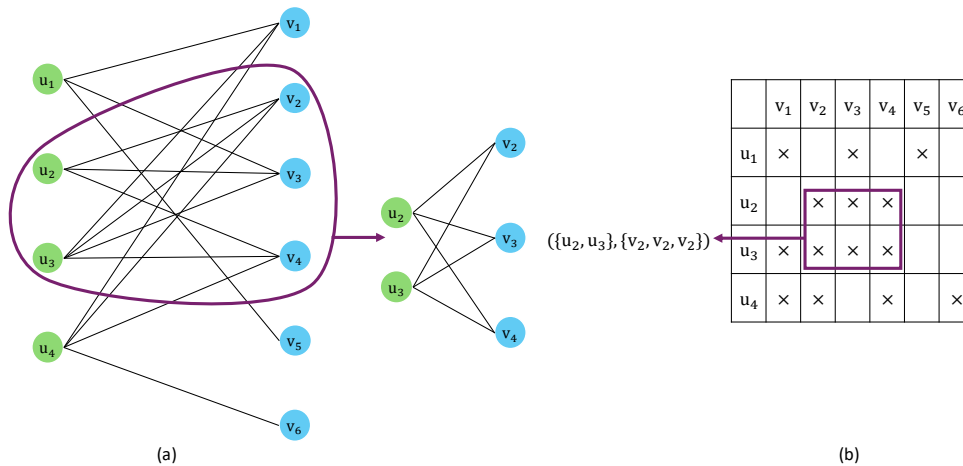 v₁
u₁
v₂
u₂
v₃
u₃
v₄
u₄
v₅
v₆
(a)
v₂
u₂
v₃
u₃
v₄
({u₂, u₃}, {v₂, v₂, v₂})
v₁ v₂ v₃ v₄ v₅ v₆
u₁ × × ×
u₂ × × ×
u₃ × × × ×
u₄ × × × ×
(b)